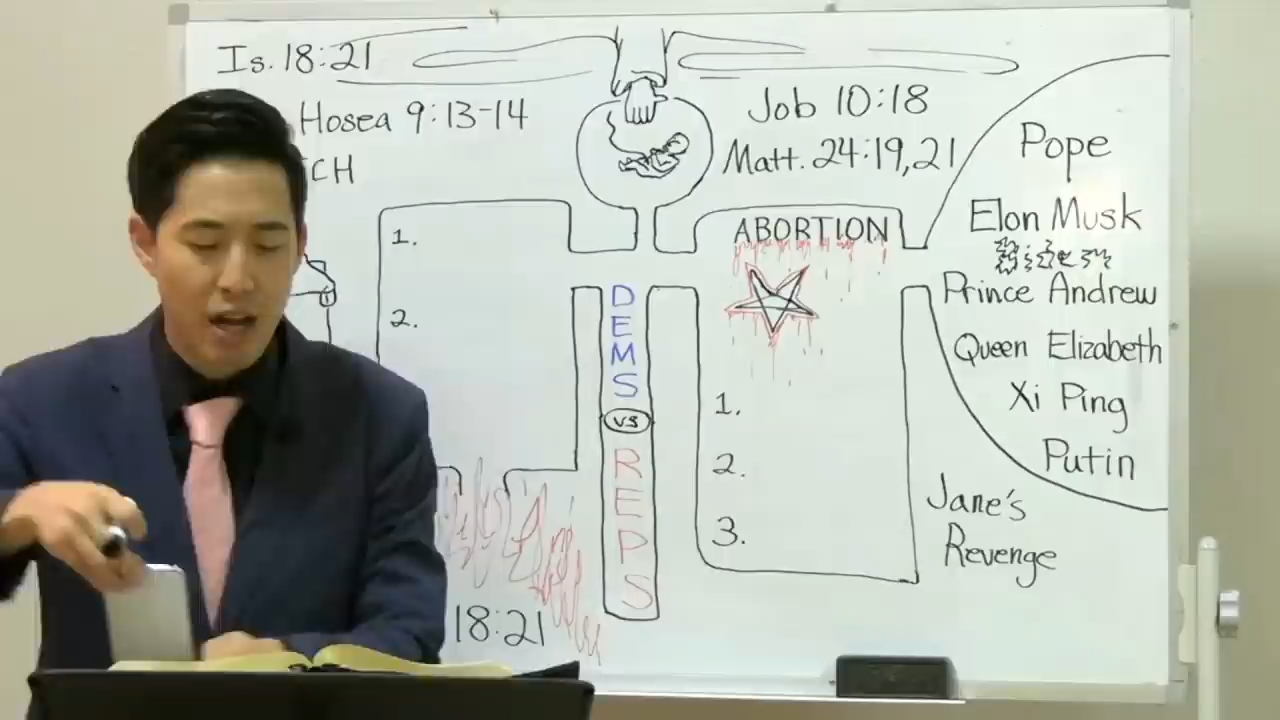 Is. 18:21
Hosea 9:13-14
CH
Job 10:18
Matt. 24:19,21
1.
2.
DEMS
VS
REPS
ABORTION
1.
2.
3.
Pope
Elon Musk
Prince Andrew
Queen Elizabeth
Xi Ping
Putin
Jane's
Revenge
18:21